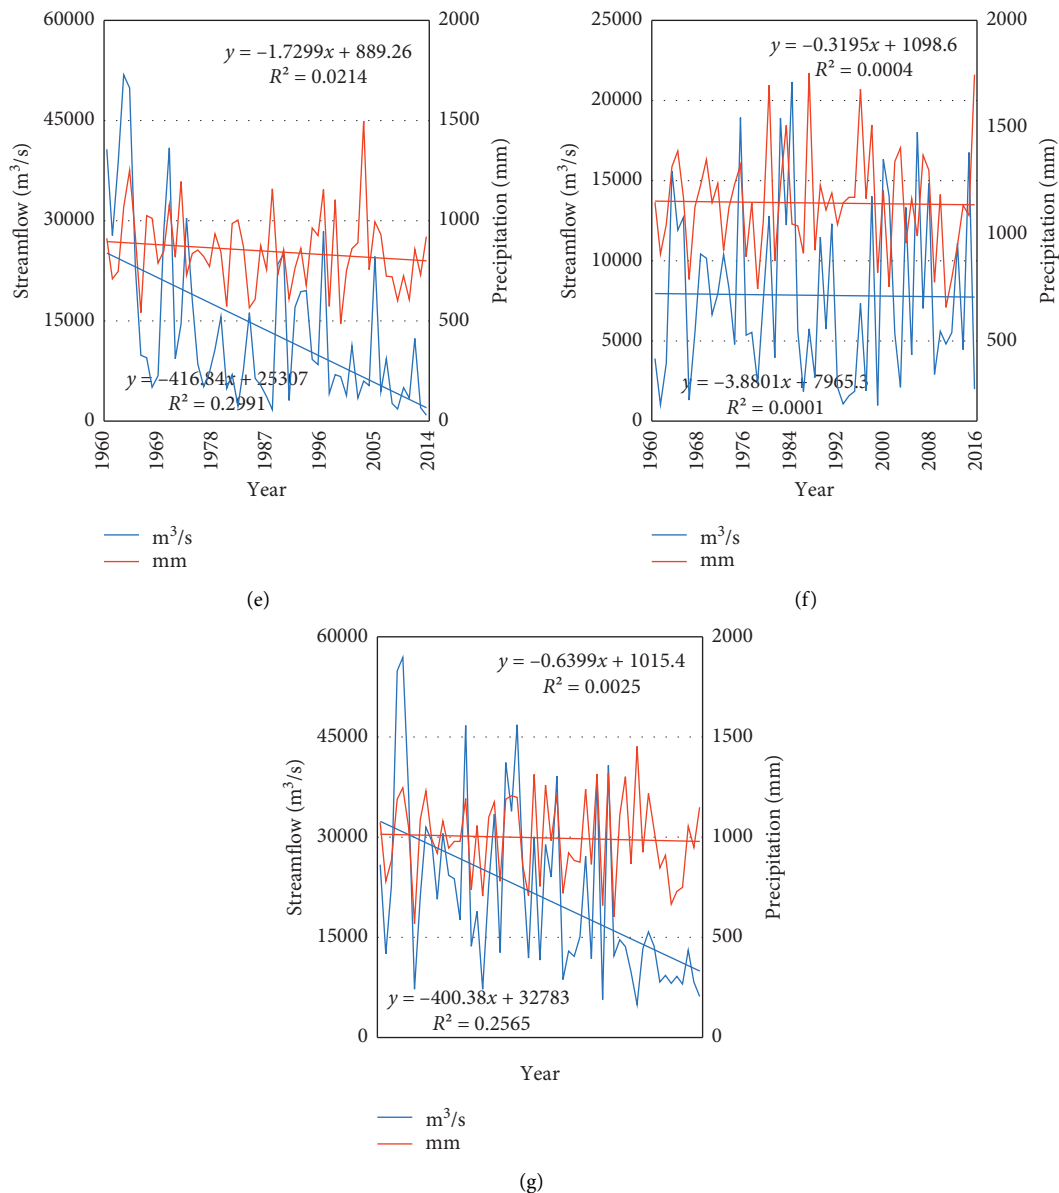 60000
45000
30000
15000
0
Streamflow (m³/s)
2000
1500
1000
500
0
Precipitation (mm)
y = –1.7299x + 889.26
R² = 0.0214
y = –416.84x + 25307
R² = 0.2991
1960
1969
1978
1987
1996
2005
2014
Year
m³/s
mm
(e)
25000
20000
15000
10000
5000
0
Streamflow (m³/s)
2000
1500
1000
500
0
Precipitation (mm)
y = –0.3195x + 1098.6
R² = 0.0004
y = –3.8801x + 7965.3
R² = 0.0001
1960
1968
1976
1984
1992
2000
2008
2016
Year
m³/s
mm
(f)
60000
45000
30000
15000
0
Streamflow (m³/s)
2000
1500
1000
500
0
Precipitation (mm)
y = –0.6399x + 1015.4
R² = 0.0025
y = –400.38x + 32783
R² = 0.2565
Year
m³/s
mm
(g)